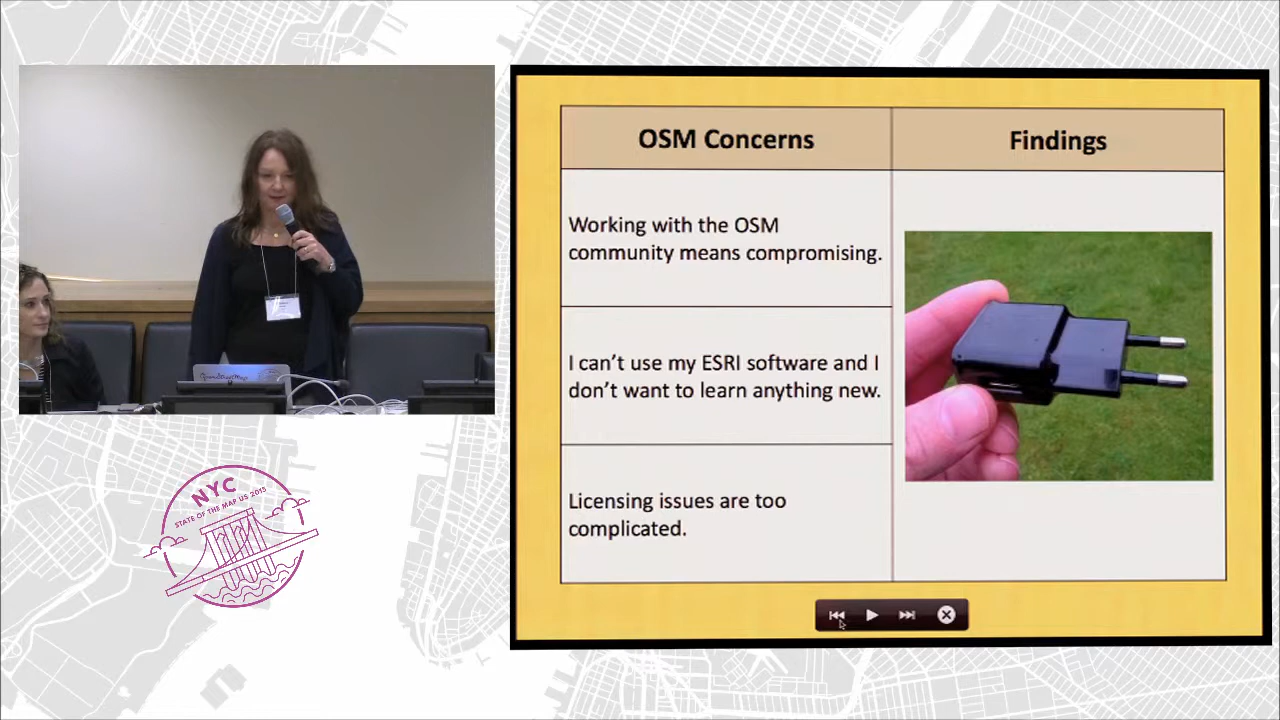 OSM Concerns
Findings
Working with the OSM
community means compromising.
I can't use my ESRI software and I
don't want to learn anything new.
Licensing issues are too
complicated.
OpenStreetMap
NYC
STATE OF THE MAP US 2015